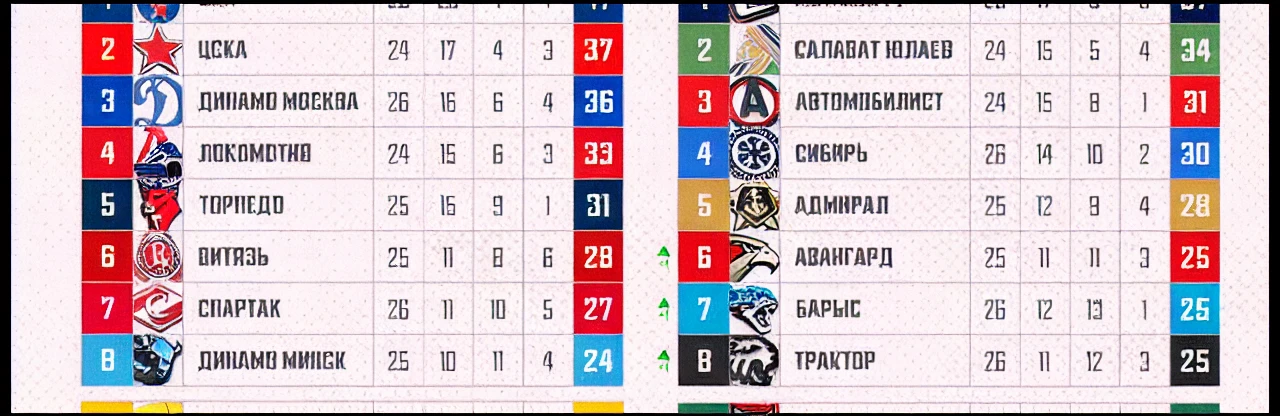 2 ЦСКА 24 17 4 3 37
3 ДИНАМО МОСКВА 26 16 6 4 36
4 ЛОКОМОТИВ 24 15 6 3 33
5 ТОРПЕДО 25 15 9 1 31
6 ВИТЯЗЬ 25 11 8 6 28
7 СПАРТАК 26 11 10 5 27
8 ДИНАМО МИНСК 25 10 11 4 24
2 САЛАВАТ ЮЛАЕВ 24 15 5 4 34
3 АВТОМОБИЛИСТ 24 15 8 1 31
4 СИБИРЬ 26 14 10 2 30
5 АДМИРАЛ 25 12 9 4 28
6 АВАНГАРД 25 11 11 3 25
7 БАРЫС 26 12 13 1 25
8 ТРАКТОР 26 11 12 3 25